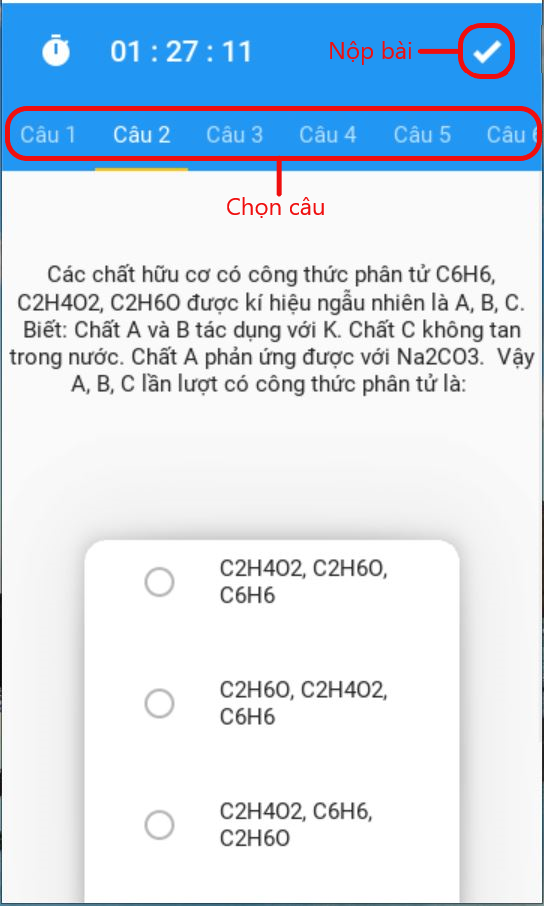 01 : 27 : 11
Nộp bài
Câu 1 Câu 2 Câu 3 Câu 4 Câu 5 Câu 6
Chọn câu
Các chất hữu cơ có công thức phân tử C6H6,
C2H4O2, C2H6O được kí hiệu ngẫu nhiên là A, B, C.
Biết: Chất A và B tác dụng với K. Chất C không tan
trong nước. Chất A phản ứng được với Na2CO3. Vậy
A, B, C lần lượt có công thức phân tử là:
C2H4O2, C2H6O,
C6H6
C2H6O, C2H4O2,
C6H6
C2H4O2, C6H6,
C2H6O